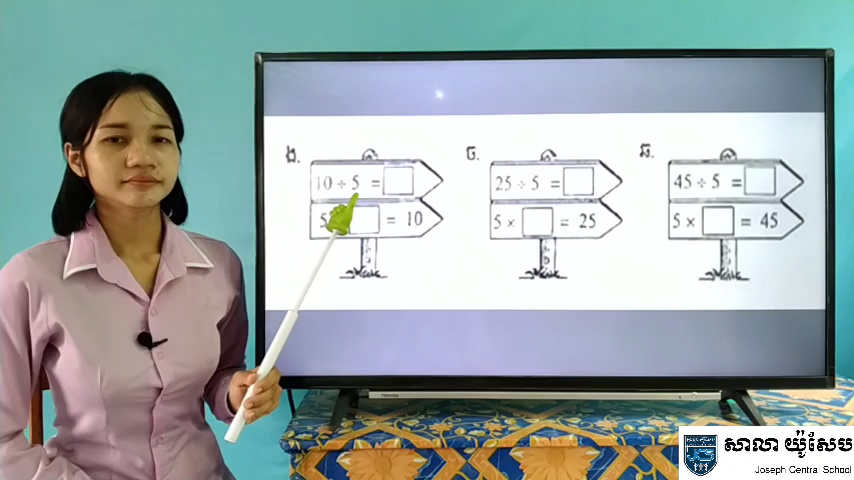 ង. ច. ឆ.
10 ÷ 5 = 25 ÷ 5 = 45 ÷ 5 =
5 = 10 5 × = 25 5 × = 45
សាលា យ៉ូសែប
Joseph Central School